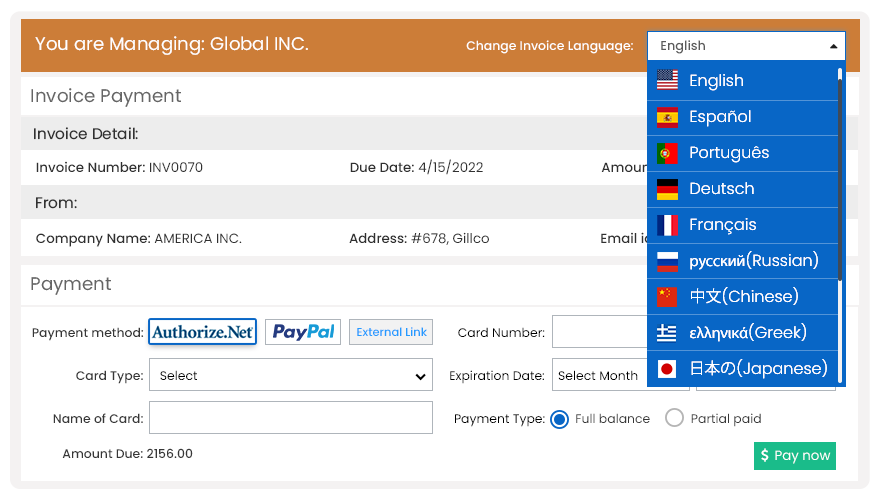 You are Managing: Global INC.
Change Invoice Language:
English
English
Español
Português
Deutsch
Français
русский(Russian)
中文(Chinese)
ελληνικά(Greek)
日本の(Japanese)
Invoice Payment
Invoice Detail:
Invoice Number: INV0070 Due Date: 4/15/2022
From:
Company Name: AMERICA INC. Address: #678, Gillco Email
Payment
Payment method: Authorize.Net PayPal External Link Card Number:
Card Type: Select Expiration Date: Select Month
Name of Card: Payment Type: Full balance Partial paid
Amount Due: 2156.00
$ Pay now